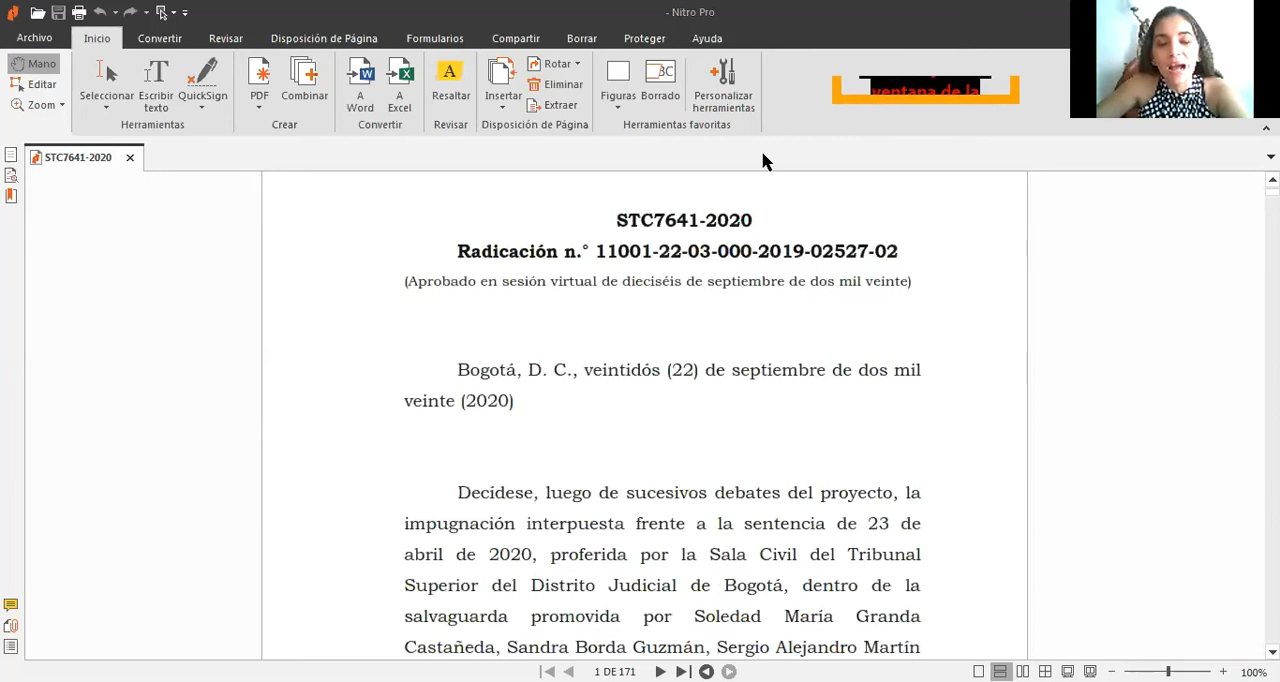 - Nitro Pro
Archivo Inicio Convertir Revisar Disposición de Página Formularios Compartir Borrar Proteger Ayuda
Mano
Editar
Zoom
Seleccionar
Escribir texto
QuickSign
Herramientas
PDF
Combinar
Crear
A Word
A Excel
Convertir
Resaltar
Revisar
Insertar
Rotar
Eliminar
Extraer
Disposición de Página
Figuras
Borrado
Personalizar herramientas
Herramientas favoritas
ventana de la
STC7641-2020
STC7641-2020
Radicación n.° 11001-22-03-000-2019-02527-02
(Aprobado en sesión virtual de dieciséis de septiembre de dos mil veinte)
Bogotá, D. C., veintidós (22) de septiembre de dos mil
veinte (2020)
Decídese, luego de sucesivos debates del proyecto, la
impugnación interpuesta frente a la sentencia de 23 de
abril de 2020, proferida por la Sala Civil del Tribunal
Superior del Distrito Judicial de Bogotá, dentro de la
salvaguarda promovida por Soledad María Granda
Castañeda, Sandra Borda Guzmán, Sergio Alejandro Martín
1 DE 171
100%